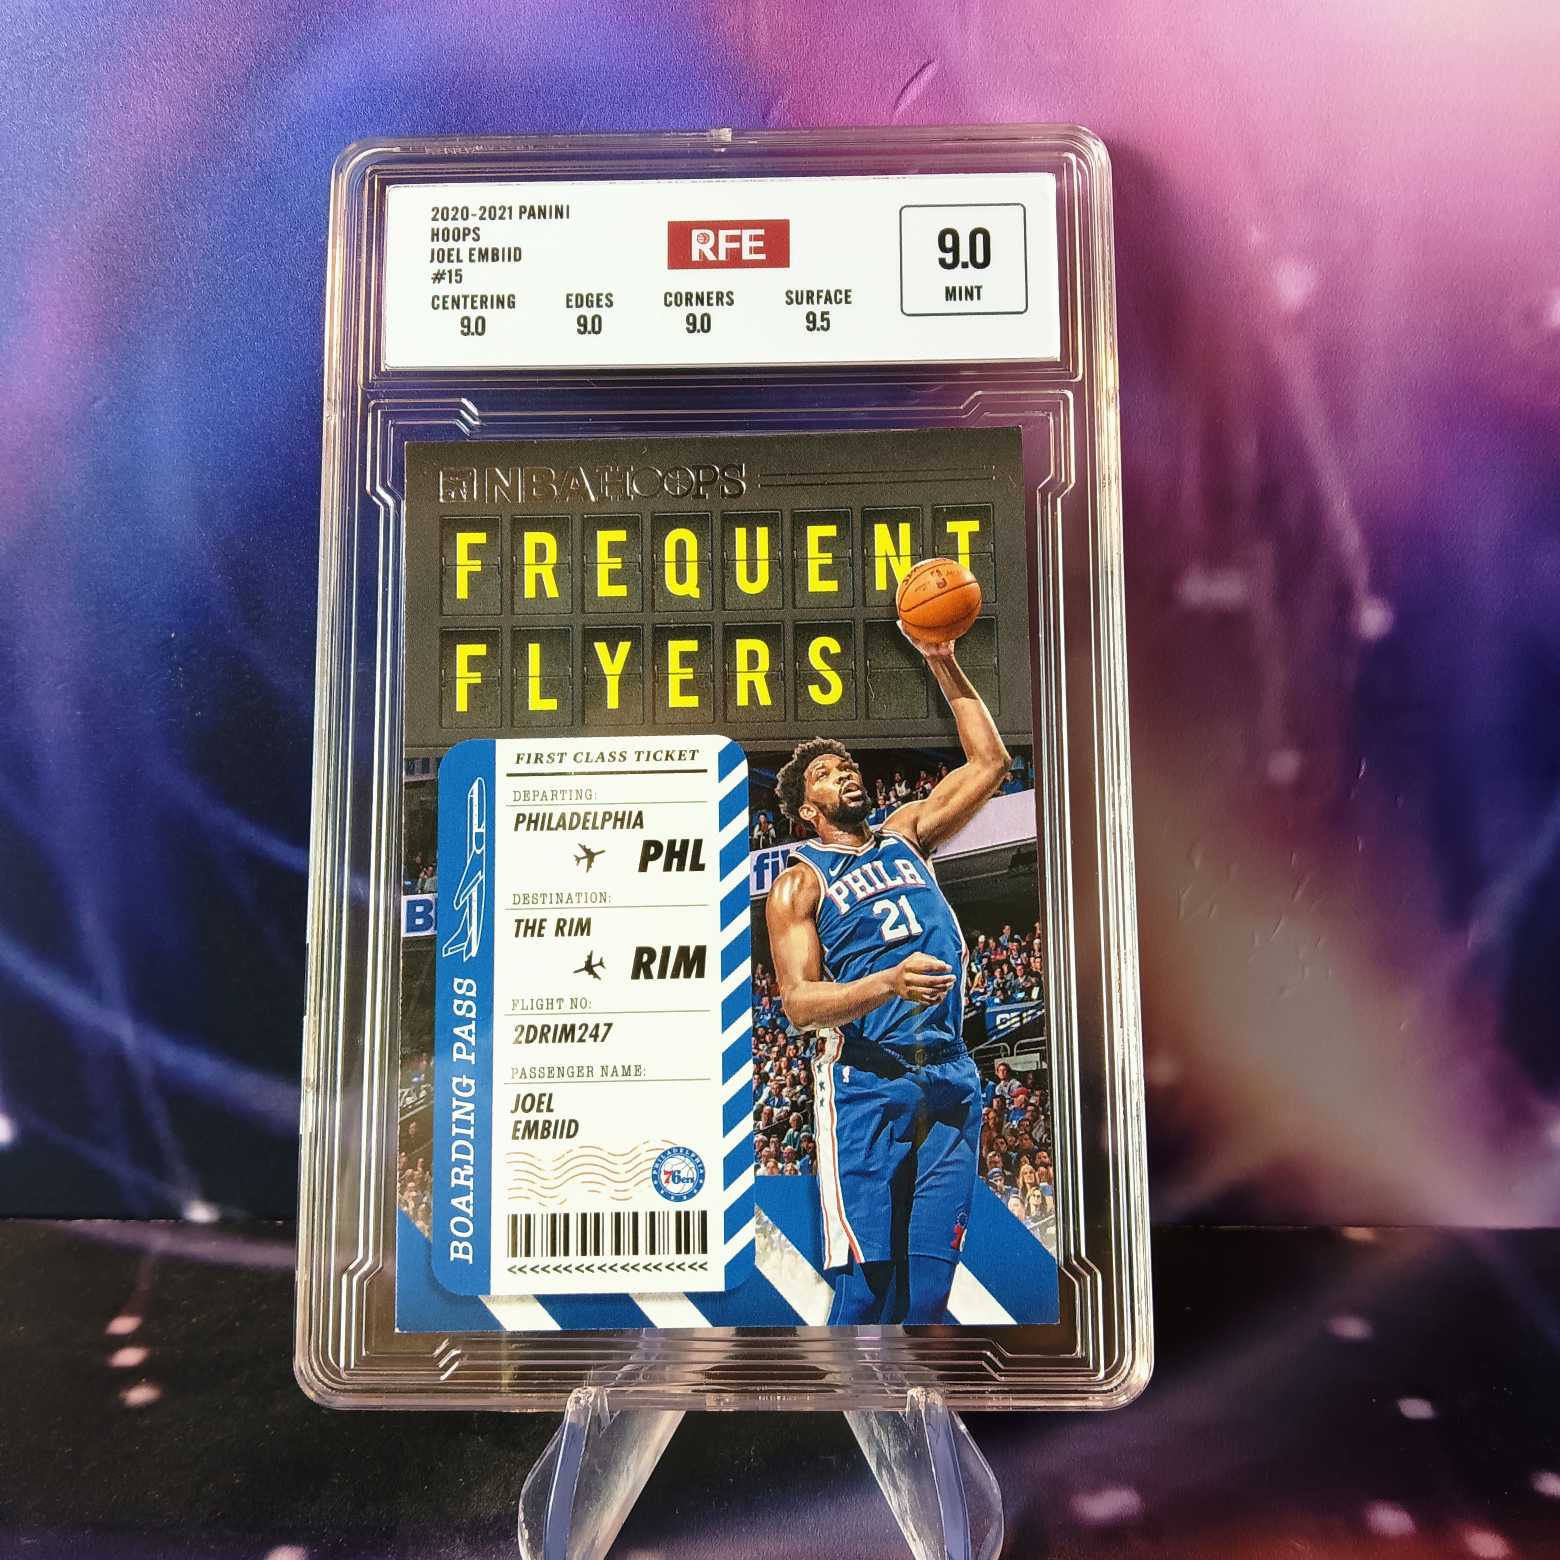 2020-2021 PANINI
HOOPS
JOEL EMBIID
#15
RFE
9.0
MINT
CENTERING EDGES CORNERS SURFACE
9.0 9.0 9.0 9.5
NBA HOOPS
FREQUENT
FLYERS
FIRST CLASS TICKET
DEPARTING:
PHILADELPHIA
PHL
DESTINATION:
THE RIM
RIM
FLIGHT NO:
2DRIM247
PASSENGER NAME:
JOEL
EMBIID
PHILADELPHIA
76ers
<<<<<<<<<<<<<<<<<<
BOARDING PASS
PHILA
21